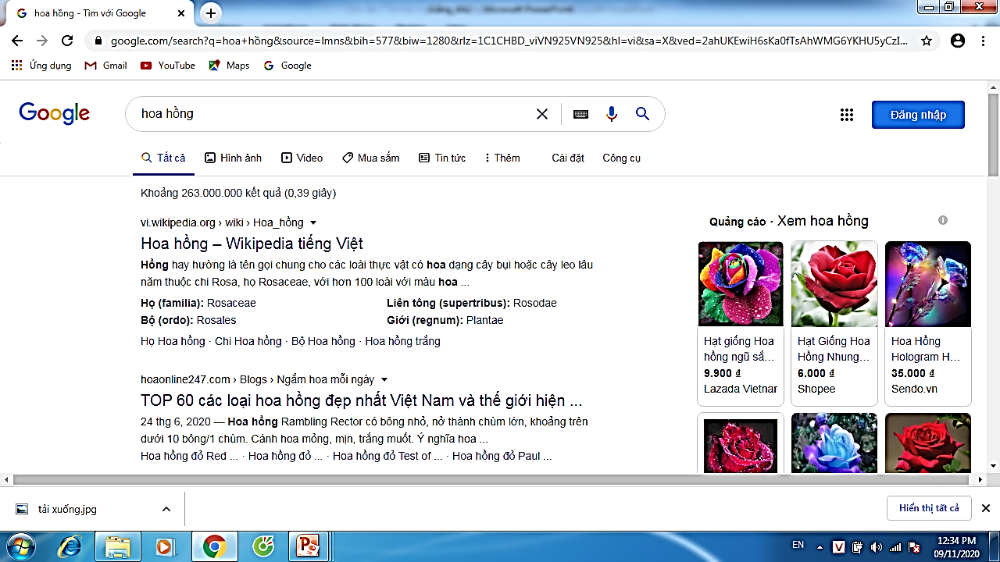 hoa hồng - Tìm với Google
google.com/search?q=hoa+hồng&source=lmns&bih=577&biw=1280&rlz=1C1CHBD_viVN925VN925&hl=vi&sa=X&ved=2ahUKEwiH6sKa0fTsAhWMG6YKHU5yCzI...
Ứng dụng Gmail YouTube Maps Google
Google hoa hồng Đăng nhập
Tất cả Hình ảnh Video Mua sắm Tin tức Thêm Cài đặt Công cụ
Khoảng 263.000.000 kết quả (0,39 giây)
vi.wikipedia.org › wiki › Hoa_hồng
Hoa hồng – Wikipedia tiếng Việt
Hồng hay hường là tên gọi chung cho các loài thực vật có hoa dạng cây bụi hoặc cây leo lâu
năm thuộc chi Rosa, họ Rosaceae, với hơn 100 loài với màu hoa ...
Họ (familia): Rosaceae Liên tông (supertribus): Rosodae
Bộ (ordo): Rosales Giới (regnum): Plantae
Họ Hoa hồng · Chi Hoa hồng · Bộ Hoa hồng · Hoa hồng trắng
hoaonline247.com › Blogs › Ngắm hoa mỗi ngày
TOP 60 các loại hoa hồng đẹp nhất Việt Nam và thế giới hiện ...
24 thg 6, 2020 — Hoa hồng Rambling Rector có bông nhỏ, nở thành chùm lớn, khoảng trên
dưới 10 bông/1 chùm. Cánh hoa mỏng, mịn, trắng muốt. Ý nghĩa hoa ...
Hoa hồng đỏ Red ... · Hoa hồng đỏ ... · Hoa hồng đỏ Test of ... · Hoa hồng đỏ Paul ...
Quảng cáo · Xem hoa hồng
Hạt giống Hoa
hồng ngũ sắ...
9.900 ₫
Lazada Vietnar
Hạt Giống Hoa
Hồng Nhung...
6.000 ₫
Shopee
Hoa Hồng
Hologram H...
35.000 ₫
Sendo.vn
tải xuống.jpg Hiển thị tất cả
EN 12:34 PM
09/11/2020